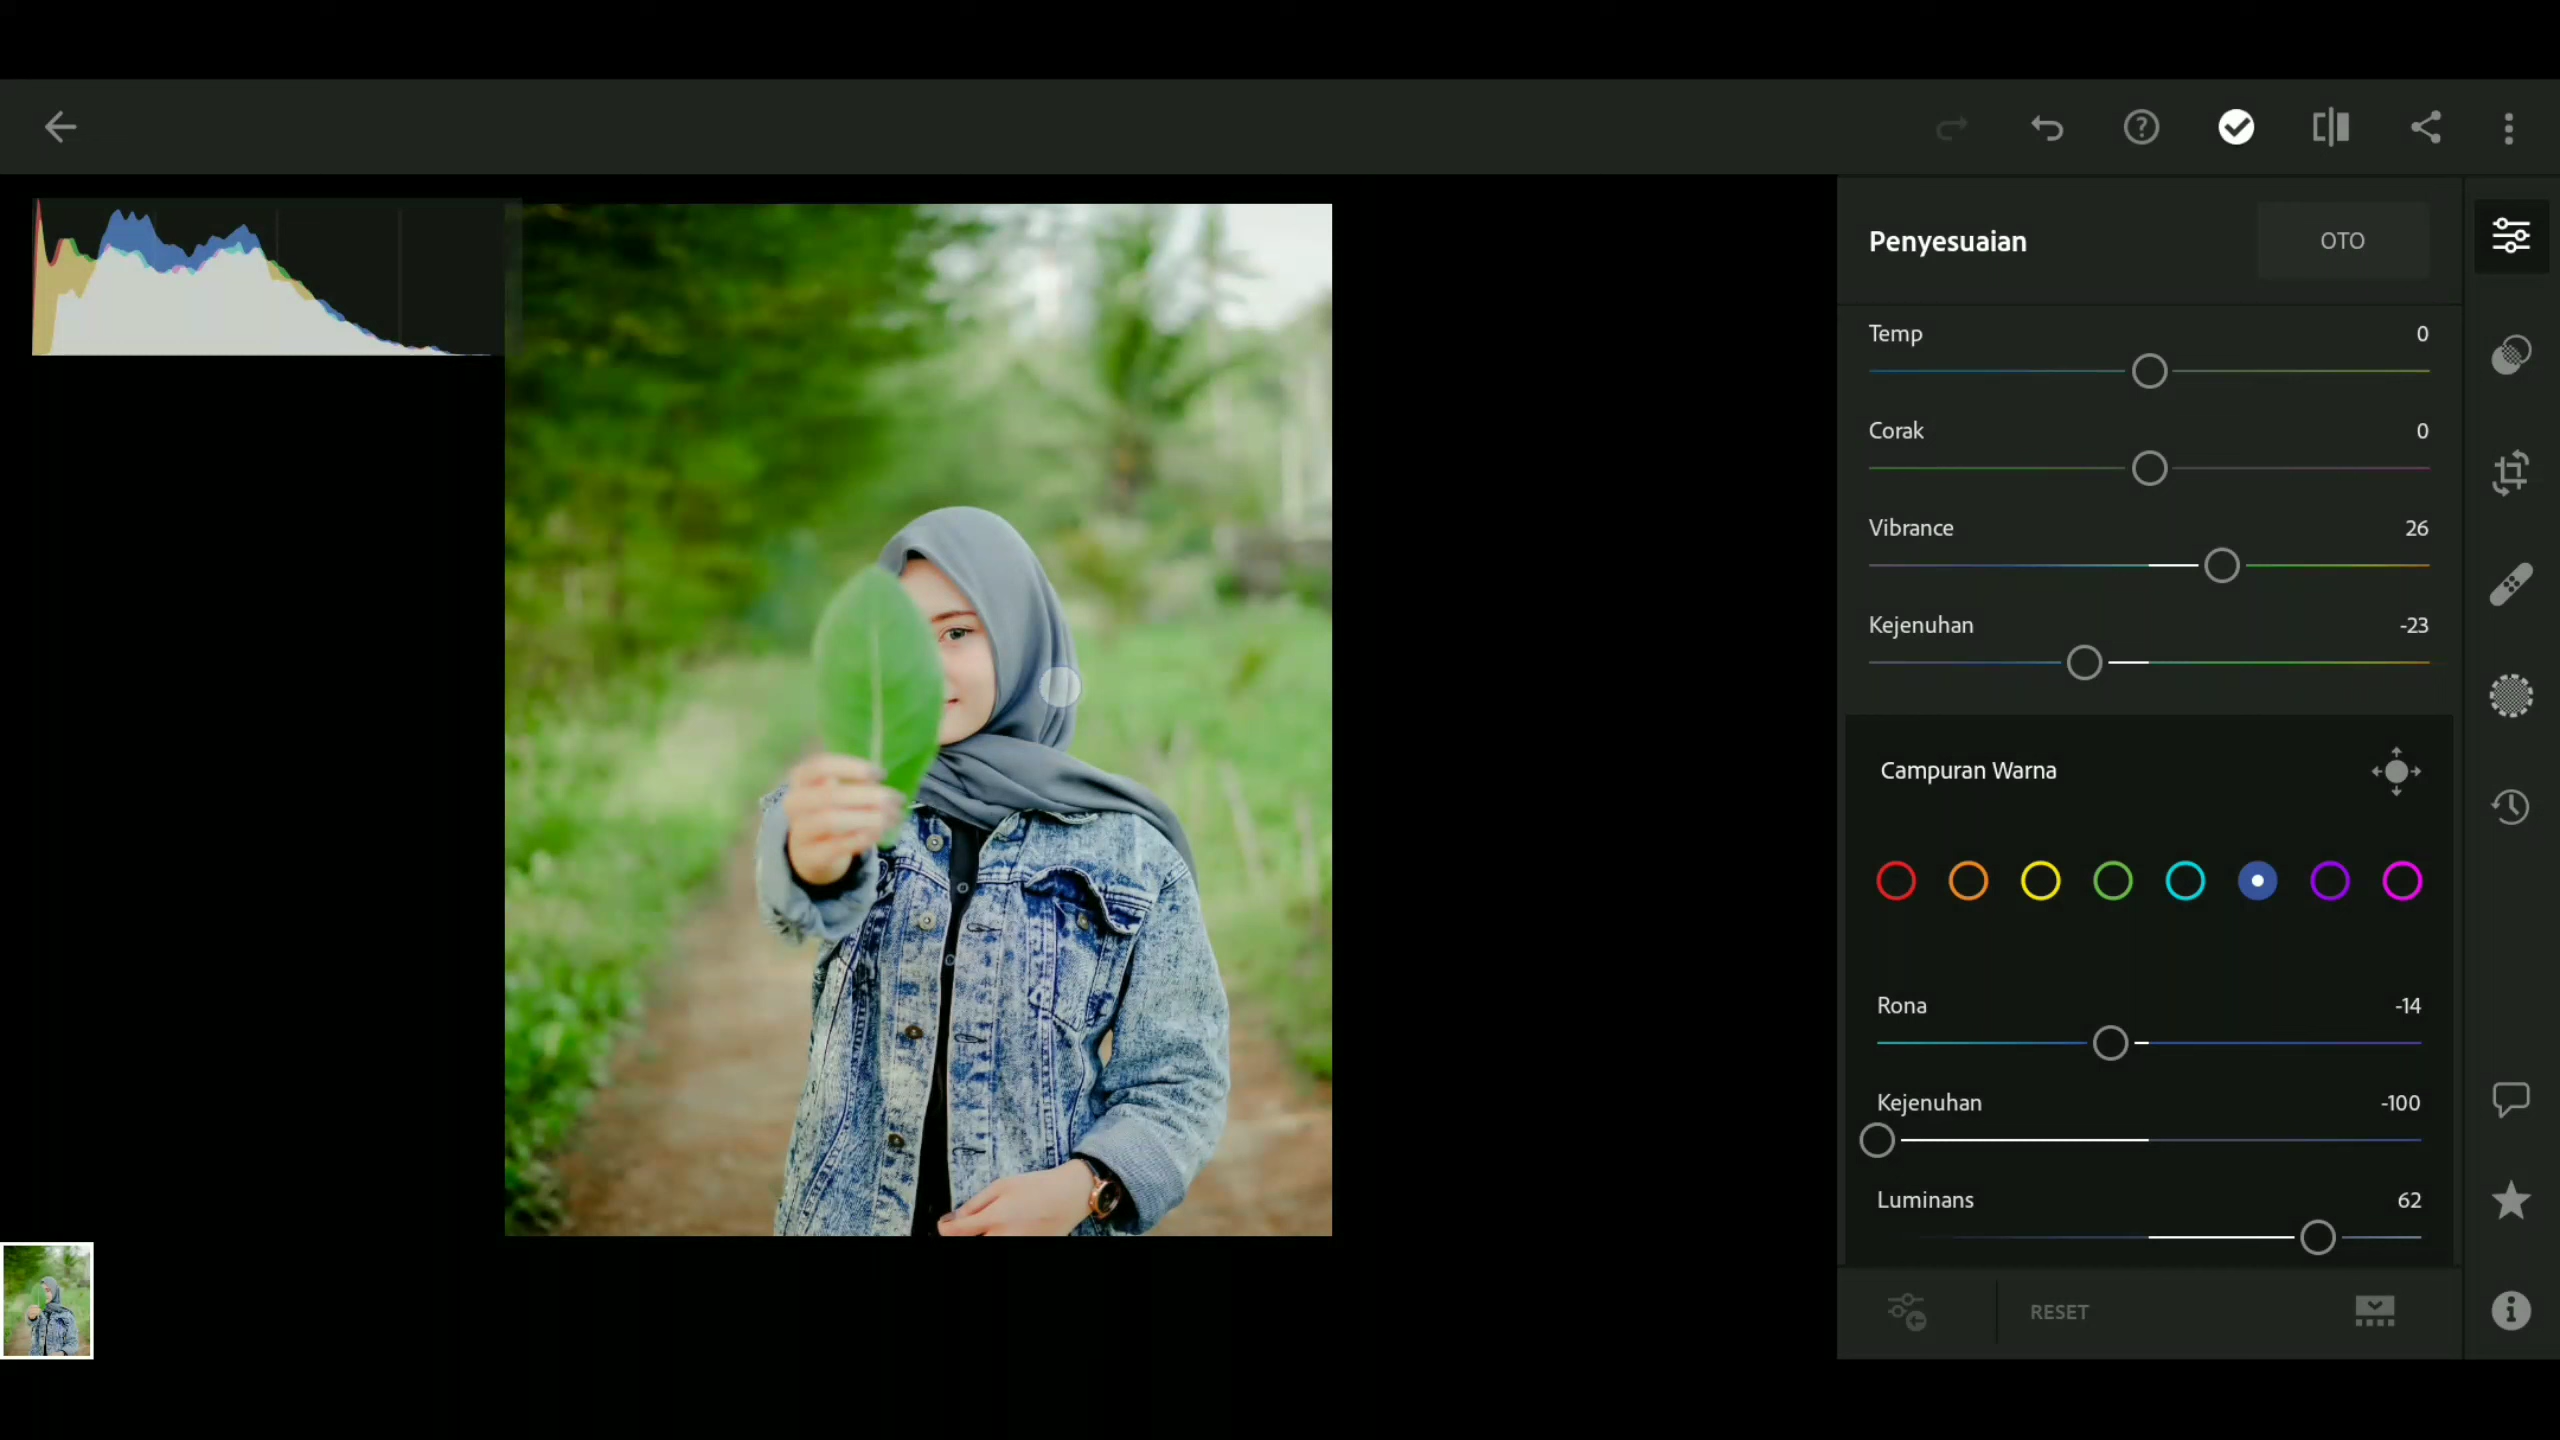 Penyesuaian
OTO
Temp 0
Corak 0
Vibrance 26
Kejenuhan -23
Campuran Warna
Rona -14
Kejenuhan -100
Luminans 62
RESET